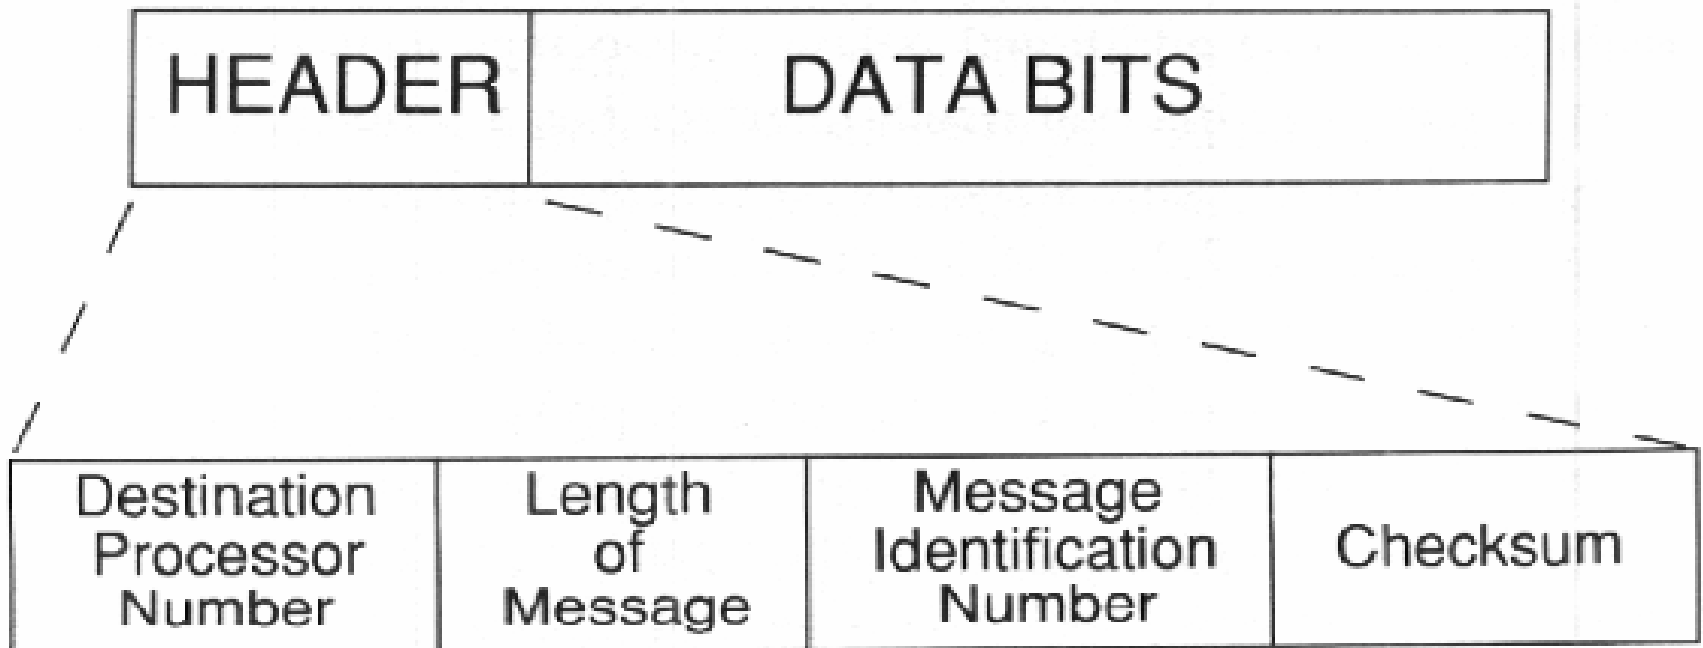 HEADER DATA BITS
Destination
Processor
Number
Length
of
Message
Message
Identification
Number
Checksum